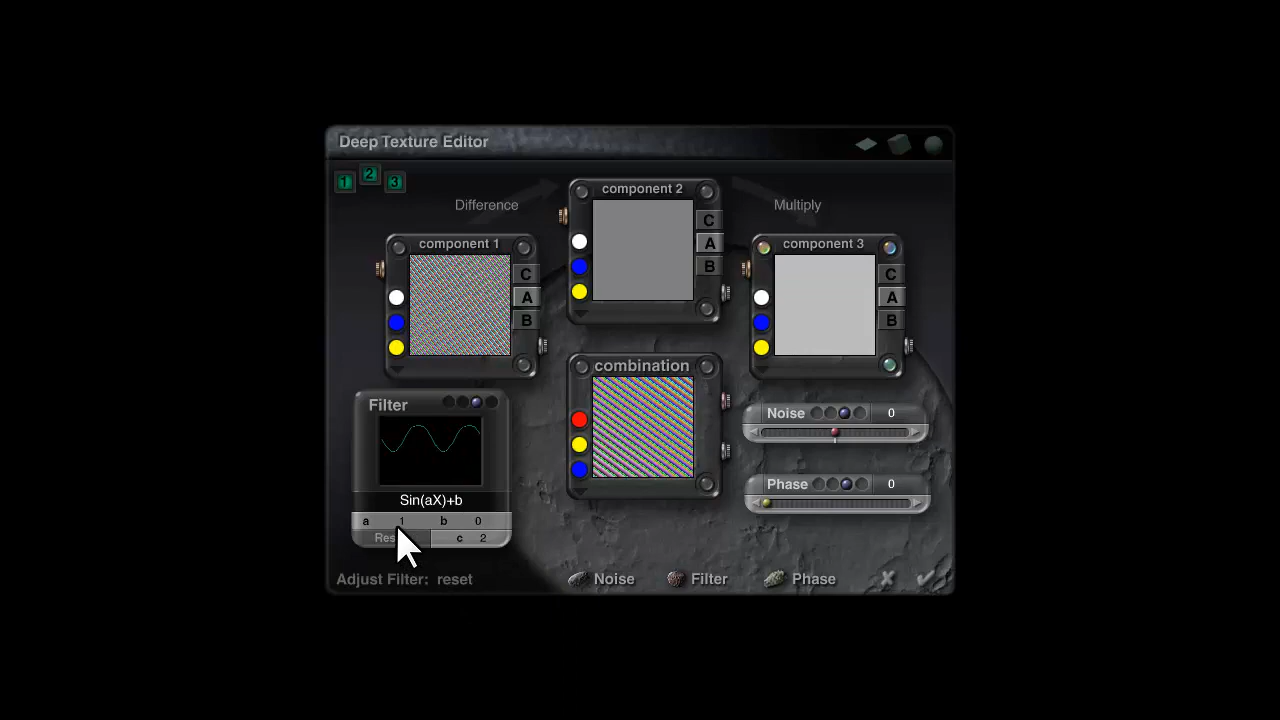 Deep Texture Editor
1 2 3
Difference
component 2
Multiply
C
A
B
component 1
C
A
B
component 3
C
A
B
combination
Filter
Sin(aX)+b
a 1 b 0
c 2
Noise 0
Phase 0
Adjust Filter: reset
Noise
Filter
Phase